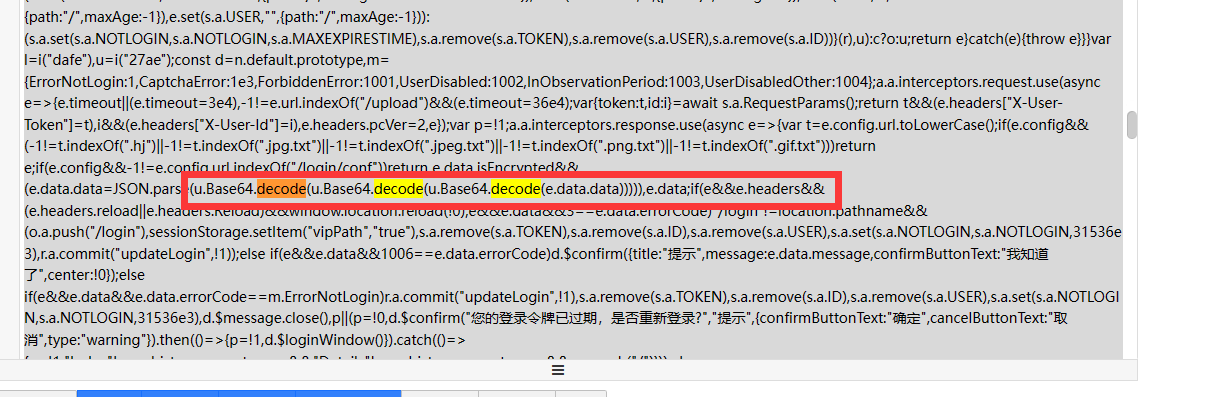 {path:"/",maxAge:-1}),e.set(s.a.USER,"",{path:"/",maxAge:-1})):
(s.a.set(s.a.NOTLOGIN,s.a.NOTLOGIN,s.a.MAXEXPIRESTIME),s.a.remove(s.a.TOKEN),s.a.remove(s.a.USER),s.a.remove(s.a.ID))}(r),u):c?o:u;return e}catch(e){throw e}}}var
l=i("dafe"),u=i("27ae");const d=n.default.prototype,m=
{ErrorNotLogin:1,CaptchaError:1e3,ForbiddenError:1001,UserDisabled:1002,InObservationPeriod:1003,UserDisabledOther:1004};a.a.interceptors.request.use(async
e=>{e.timeout||(e.timeout=3e4),-1!=e.url.indexOf("/upload")&&(e.timeout=36e4);var{token:t,id:i}=await s.a.RequestParams();return t&&(e.headers["X-User-
Token"]=t),i&&(e.headers["X-User-Id"]=i),e.headers.pcVer=2,e});var p=!1;a.a.interceptors.response.use(async e=>{var t=e.config.url.toLowerCase();if(e.config&&
(-1!=t.indexOf(".hj")||-1!=t.indexOf(".jpg.txt")||-1!=t.indexOf(".jpeg.txt")||-1!=t.indexOf(".png.txt")||-1!=t.indexOf(".gif.txt")))return
e;if(e.config&&-1!=e.config.url.indexOf("/login/conf"))return e.data.isEncrypted&&
(e.data.data=JSON.parse(u.Base64.decode(u.Base64.decode(u.Base64.decode(e.data.data))))),e.data;if(e&&e.headers&&
(e.headers.reload||e.headers.Reload)&&window.location.reload(!0),e&&e.data&&5==e.data.errorCode)"/login"!=location.pathname&&
(o.a.push("/login"),sessionStorage.setItem("vipPath","true"),s.a.remove(s.a.TOKEN),s.a.remove(s.a.ID),s.a.remove(s.a.USER),s.a.set(s.a.NOTLOGIN,s.a.NOTLOGIN,31536e
3),r.a.commit("updateLogin",!1));else if(e&&e.data&&1006==e.data.errorCode)d.$confirm({title:"提示",message:e.data.message,confirmButtonText:"我知道
了",center:!0});else
if(e&&e.data&&e.data.errorCode==m.ErrorNotLogin)r.a.commit("updateLogin",!1),s.a.remove(s.a.TOKEN),s.a.remove(s.a.ID),s.a.remove(s.a.USER),s.a.set(s.a.NOTLOGI
N,s.a.NOTLOGIN,31536e3),d.$message.close(),p||(p=!0,d.$confirm("您的登录令牌已过期，是否重新登录?","提示",{confirmButtonText:"确定",cancelButtonText:"取
消",type:"warning"}).then(()=>{p=!1,d.$loginWindow()}).catch(()=>